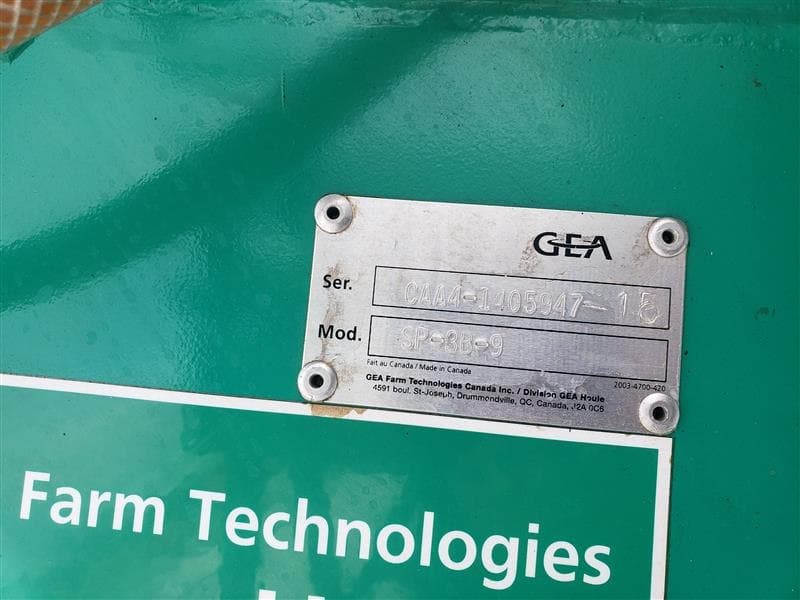 GEA
Ser. CAA4-1405947-15
Mod. SP-3B-9
Fait au Canada / Made in Canada
2003-4700-420
GEA Farm Technologies Canada Inc. / Division GEA Houle
4591 boul. St-Joseph, Drummondville, QC, Canada, J2A 0C6
Farm Technologies